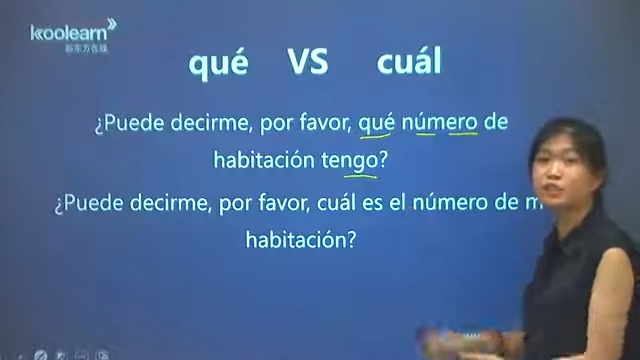 koolearn
新东方在线
qué VS cuál
¿Puede decirme, por favor, qué número de
habitación tengo?
¿Puede decirme, por favor, cuál es el número de m
habitación?